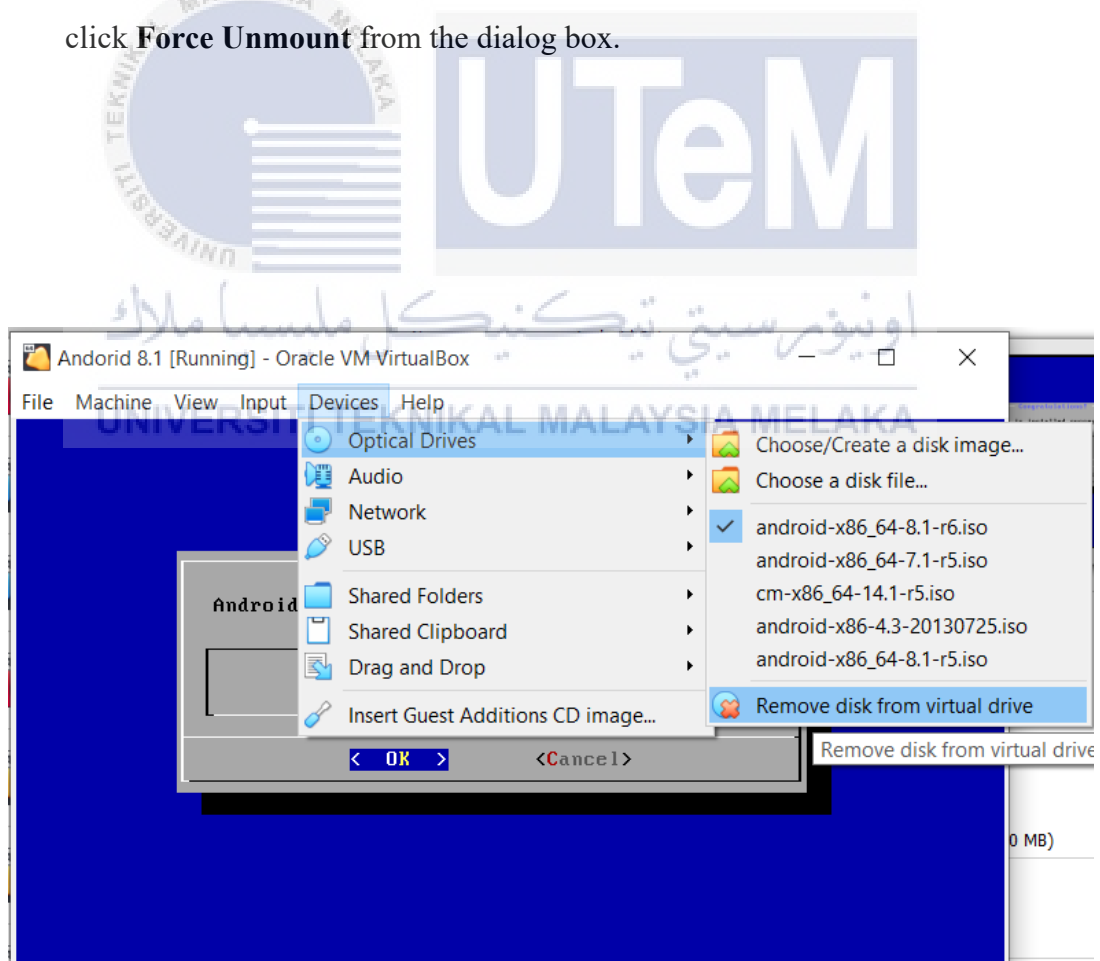 click Force Unmount from the dialog box.
UNIVERSITI TEKNIKAL MALAYSIA MELAKA
UTeM
اونيۏرسيتي تيكنيكل مليسيا ملاك
Andorid 8.1 [Running] - Oracle VM VirtualBox
File Machine View Input Devices Help
UNIVERSITI TEKNIKAL MALAYSIA MELAKA
Optical Drives
Audio
Network
USB
Shared Folders
Shared Clipboard
Drag and Drop
Insert Guest Additions CD image...
Choose/Create a disk image...
Choose a disk file...
android-x86_64-8.1-r6.iso
android-x86_64-7.1-r5.iso
cm-x86_64-14.1-r5.iso
android-x86-4.3-20130725.iso
android-x86_64-8.1-r5.iso
Remove disk from virtual drive
Remove disk from virtual drive
Android
< OK > <Cancel>
0 MB)